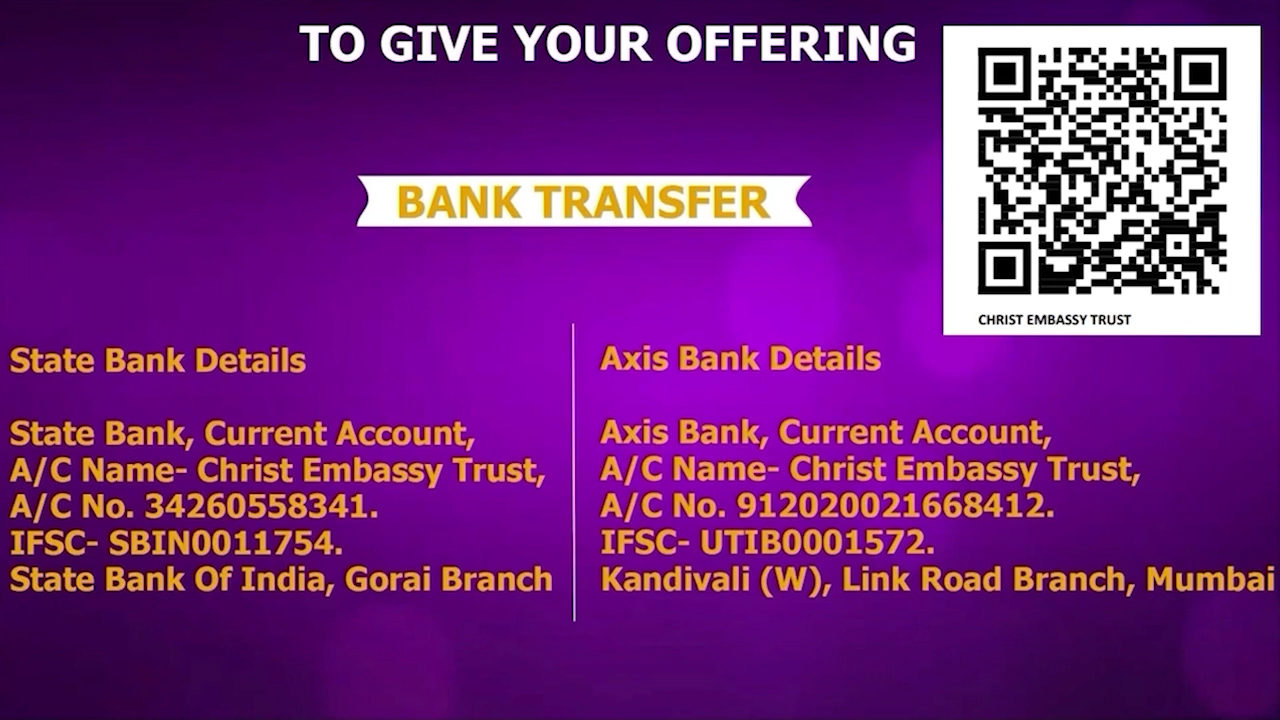 TO GIVE YOUR OFFERING
BANK TRANSFER
CHRIST EMBASSY TRUST
State Bank Details
State Bank, Current Account,
A/C Name- Christ Embassy Trust,
A/C No. 34260558341.
IFSC- SBIN0011754.
State Bank Of India, Gorai Branch
Axis Bank Details
Axis Bank, Current Account,
A/C Name- Christ Embassy Trust,
A/C No. 912020021668412.
IFSC- UTIB0001572.
Kandivali (W), Link Road Branch, Mumbai